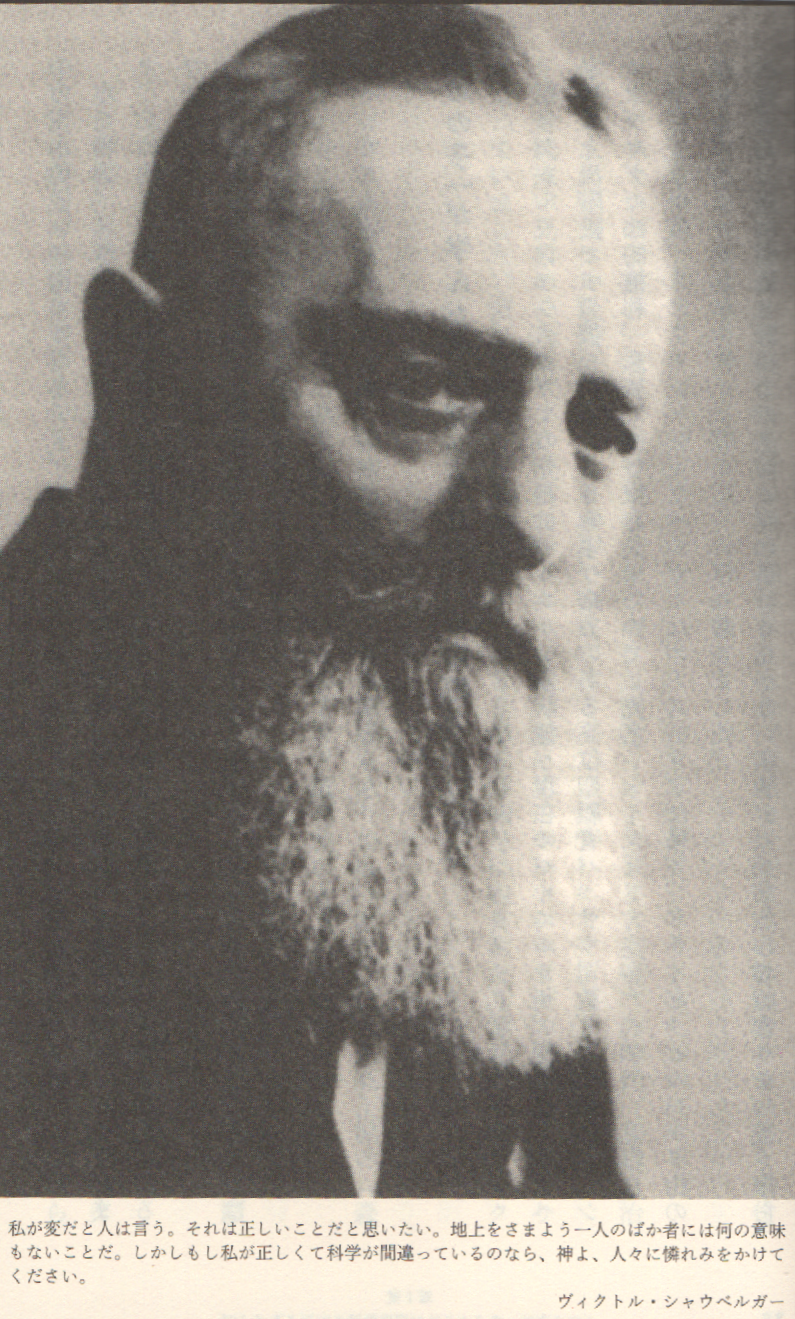 私が変だと人は言う。それは正しいことだと思いたい。地上をさまよう一人のばか者には何の意味
もないことだ。しかしもし私が正しくて科学が間違っているのなら、神よ、人々に憐れみをかけて
ください。
ヴィクトル・シャウベルガー